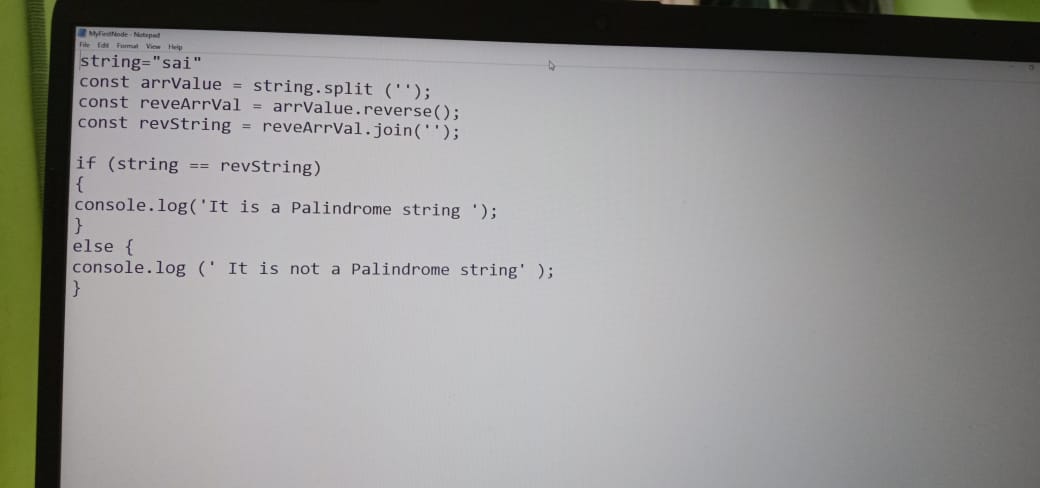 MyFirstNode - Notepad
File Edit Format View Help
string="sai"
const arrValue = string.split ('');
const reveArrVal = arrValue.reverse();
const revString = reveArrVal.join('');
if (string == revString)
{
console.log('It is a Palindrome string ');
}
else {
console.log (' It is not a Palindrome string' );
}